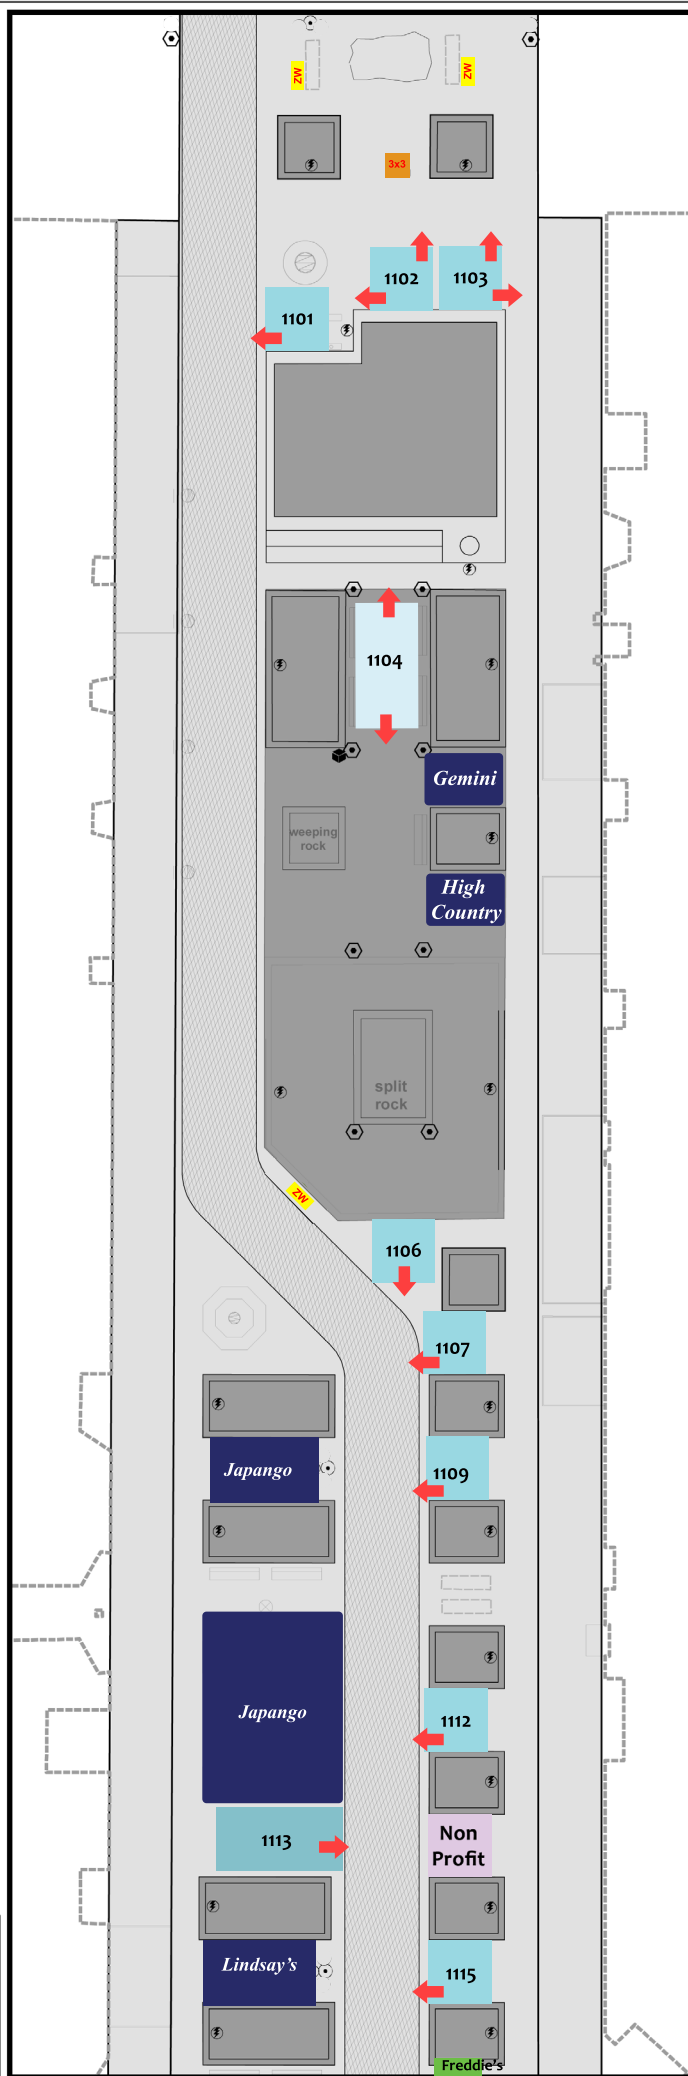 ZW
ZW
3x3
1102
1103
1101
1104
Gemini
weeping
rock
High
Country
split
rock
ZW
1106
1107
Japango
1109
Japango
1112
1113
Non
Profit
Lindsay's
1115
Freddie's